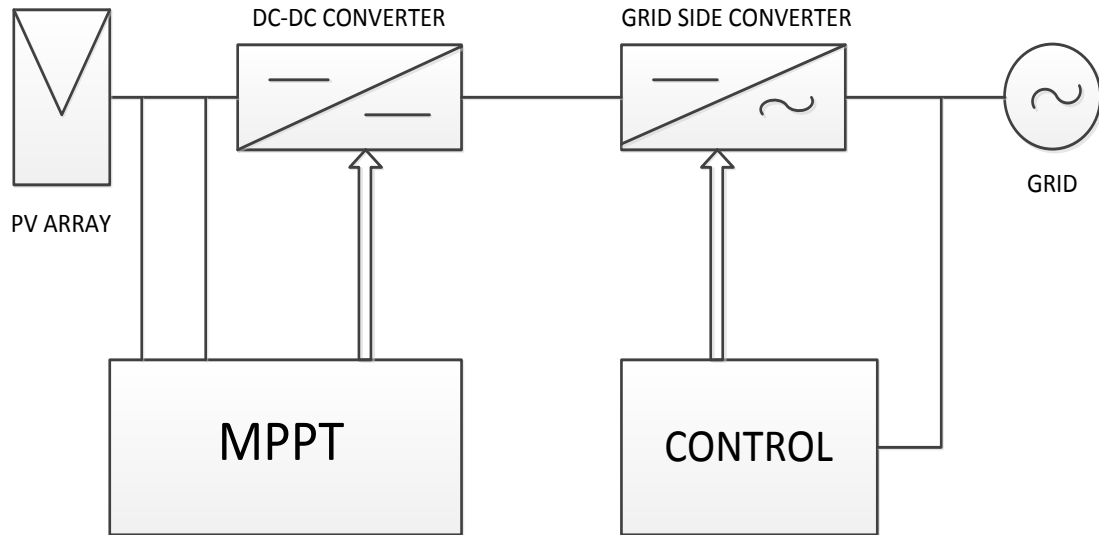 DC-DC CONVERTER
GRID SIDE CONVERTER
PV ARRAY
GRID
MPPT
CONTROL